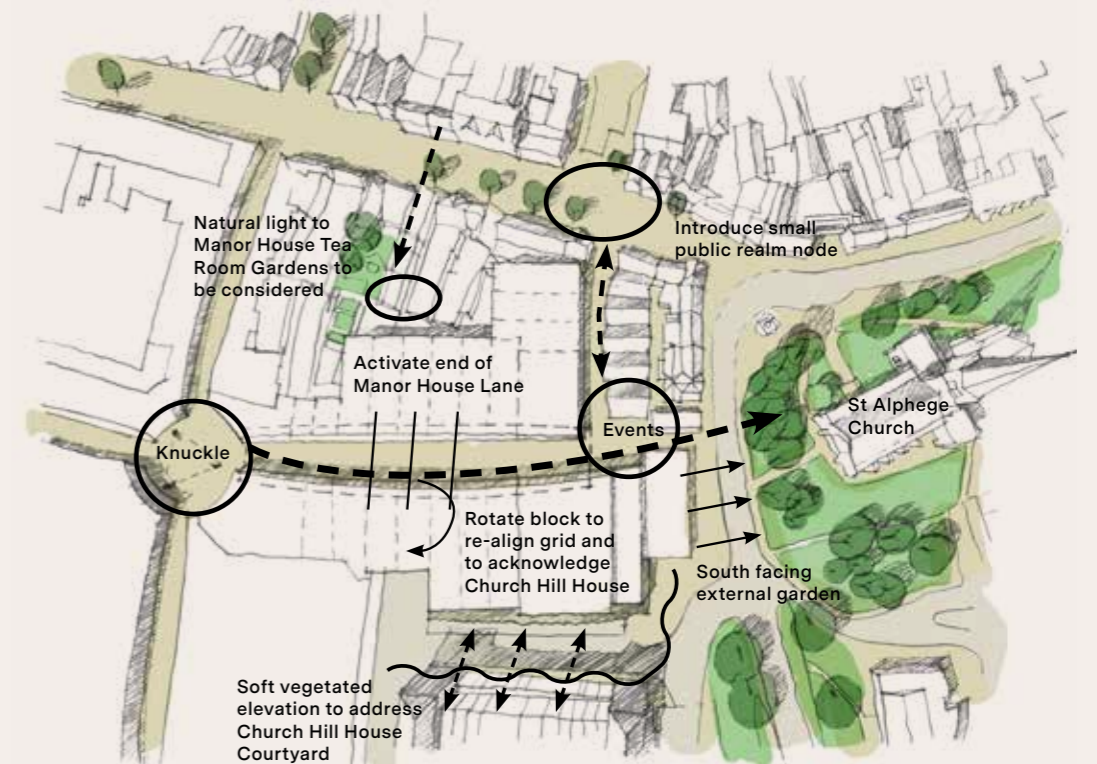 Natural light to
Manor House Tea
Room Gardens to
be considered
Introduce small
public realm node
Activate end of
Manor House Lane
St Alphege
Church
Events
Knuckle
Rotate block to
re-align grid and
to acknowledge
Church Hill House
South facing
external garden
Soft vegetated
elevation to address
Church Hill House
Courtyard